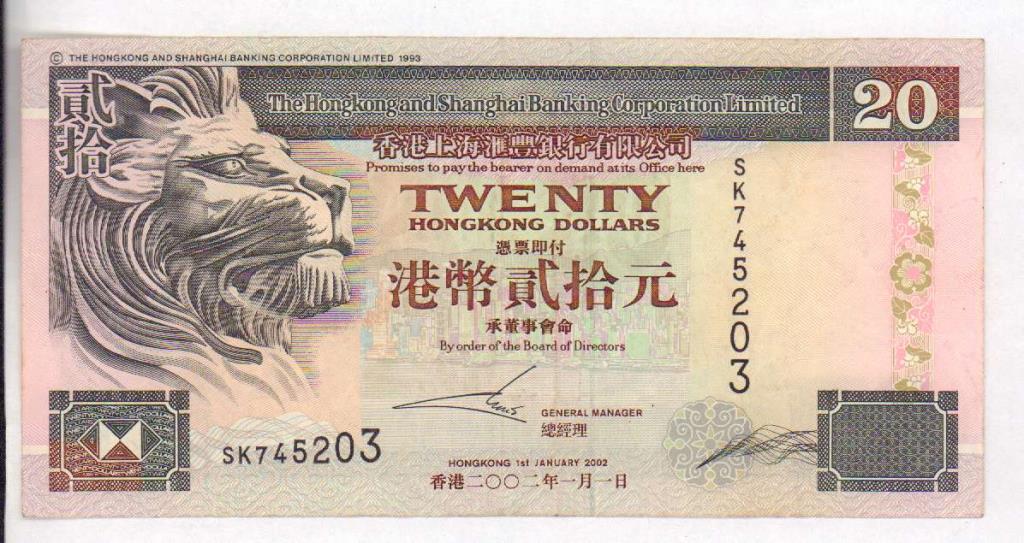 © THE HONGKONG AND SHANGHAI BANKING CORPORATION LIMITED 1993
貳拾
The Hongkong and Shanghai Banking Corporation Limited
20
香港上海滙豐銀行有限公司
Promises to pay the bearer on demand at its Office here
TWENTY
HONGKONG DOLLARS
憑票即付
港幣貳拾元
承董事會命
By order of the Board of Directors
SK745203
GENERAL MANAGER
總經理
SK745203
HONGKONG 1st JANUARY 2002
香港二〇〇二年一月一日